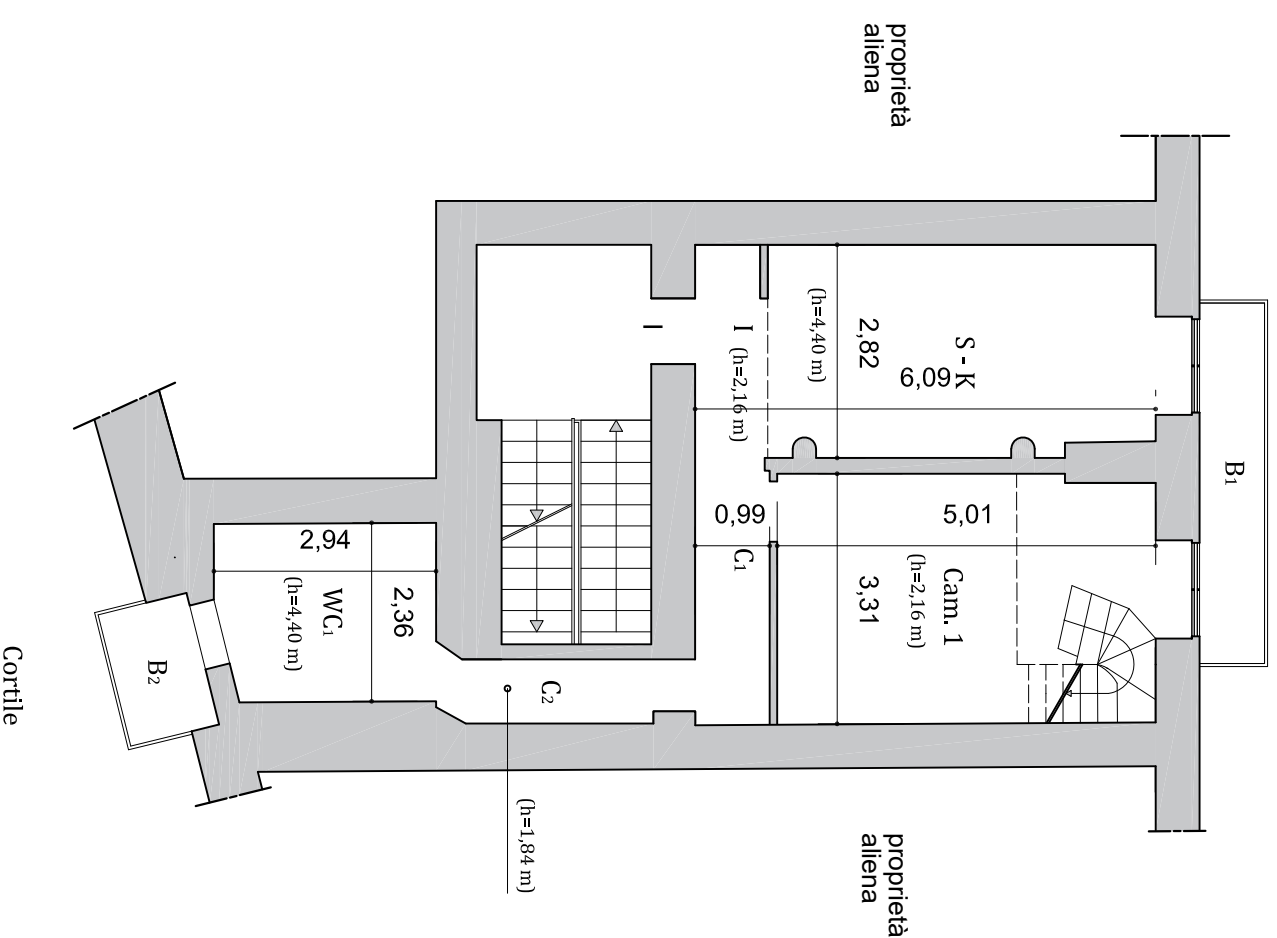 proprietà
aliena
S - K
6,09
2,82
(h=4,40 m)
I
(h=2,16 m)
I
B1
0,99
C1
5,01
Cam. 1
(h=2,16 m)
3,31
2,94
WC1
(h=4,40 m)
2,36
C2
(h=1,84 m)
B2
Cortile
proprietà
aliena